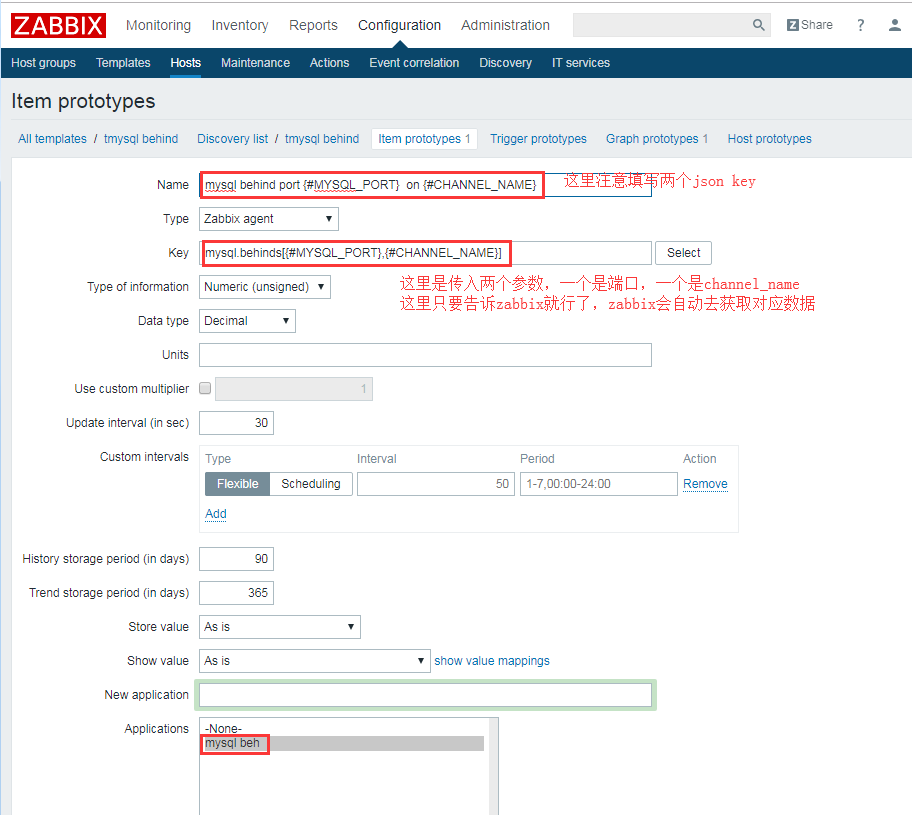 ZABBIX Monitoring Inventory Reports Configuration Administration Share ?
Host groups Templates Hosts Maintenance Actions Event correlation Discovery IT services
Item prototypes
All templates / tmysql behind Discovery list / tmysql behind Item prototypes 1 Trigger prototypes Graph prototypes 1 Host prototypes
Name mysql behind port {#MYSQL_PORT} on {#CHANNEL_NAME} 这里注意填写两个json key
Type Zabbix agent
Key mysql.behinds[{#MYSQL_PORT},{#CHANNEL_NAME}] Select
这里是传入两个参数，一个是端口，一个是channel_name
Type of information Numeric (unsigned)
这里只要告诉zabbix就行了，zabbix会自动去获取对应数据
Data type Decimal
Units
Use custom multiplier 1
Update interval (in sec) 30
Custom intervals Type Interval Period Action
Flexible Scheduling 50 1-7,00:00-24:00 Remove
Add
History storage period (in days) 90
Trend storage period (in days) 365
Store value As is
Show value As is show value mappings
New application
Applications -None-
mysql beh